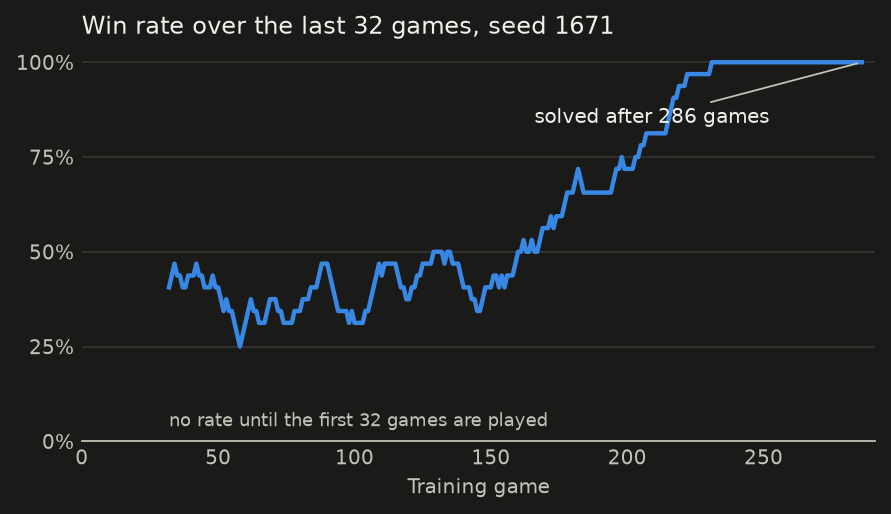 Win rate over the last 32 games, seed 1671
100%
solved after 286 games
75%
50%
25%
no rate until the first 32 games are played
0%
0 50 100 150 200 250
Training game